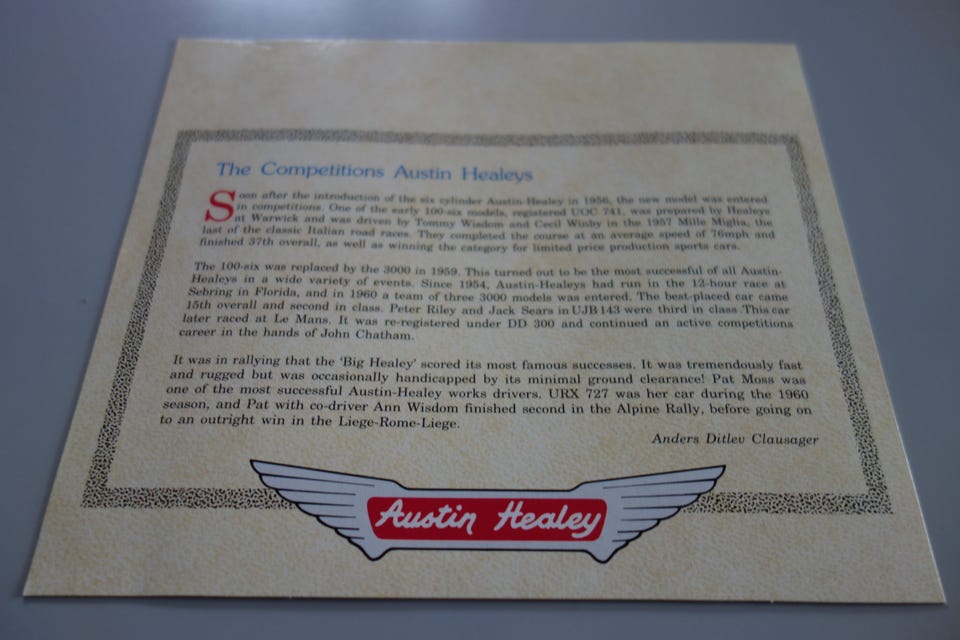 The Competitions Austin Healeys
Soon after the introduction of the six cylinder Austin-Healey in 1956, the new model was entered
in competitions. One of the early 100-six models, registered UOC 741, was prepared by Healeys
at Warwick and was driven by Tommy Wisdom and Cecil Winby in the 1957 Mille Miglia, the
last of the classic Italian road races. They completed the course at an average speed of 76mph and
finished 37th overall, as well as winning the category for limited price production sports cars.
The 100-six was replaced by the 3000 in 1959. This turned out to be the most successful of all Austin-
Healeys in a wide variety of events. Since 1954, Austin-Healeys had run in the 12-hour race at
Sebring in Florida, and in 1960 a team of three 3000 models was entered. The best-placed car came
15th overall and second in class. Peter Riley and Jack Sears in UJB 143 were third in class. This car
later raced at Le Mans. It was re-registered under DD 300 and continued an active competitions
career in the hands of John Chatham.
It was in rallying that the 'Big Healey' scored its most famous successes. It was tremendously fast
and rugged but was occasionally handicapped by its minimal ground clearance! Pat Moss was
one of the most successful Austin-Healey works drivers. URX 727 was her car during the 1960
season, and Pat with co-driver Ann Wisdom finished second in the Alpine Rally, before going on
to an outright win in the Liege-Rome-Liege.
Anders Ditlev Clausager
Austin Healey